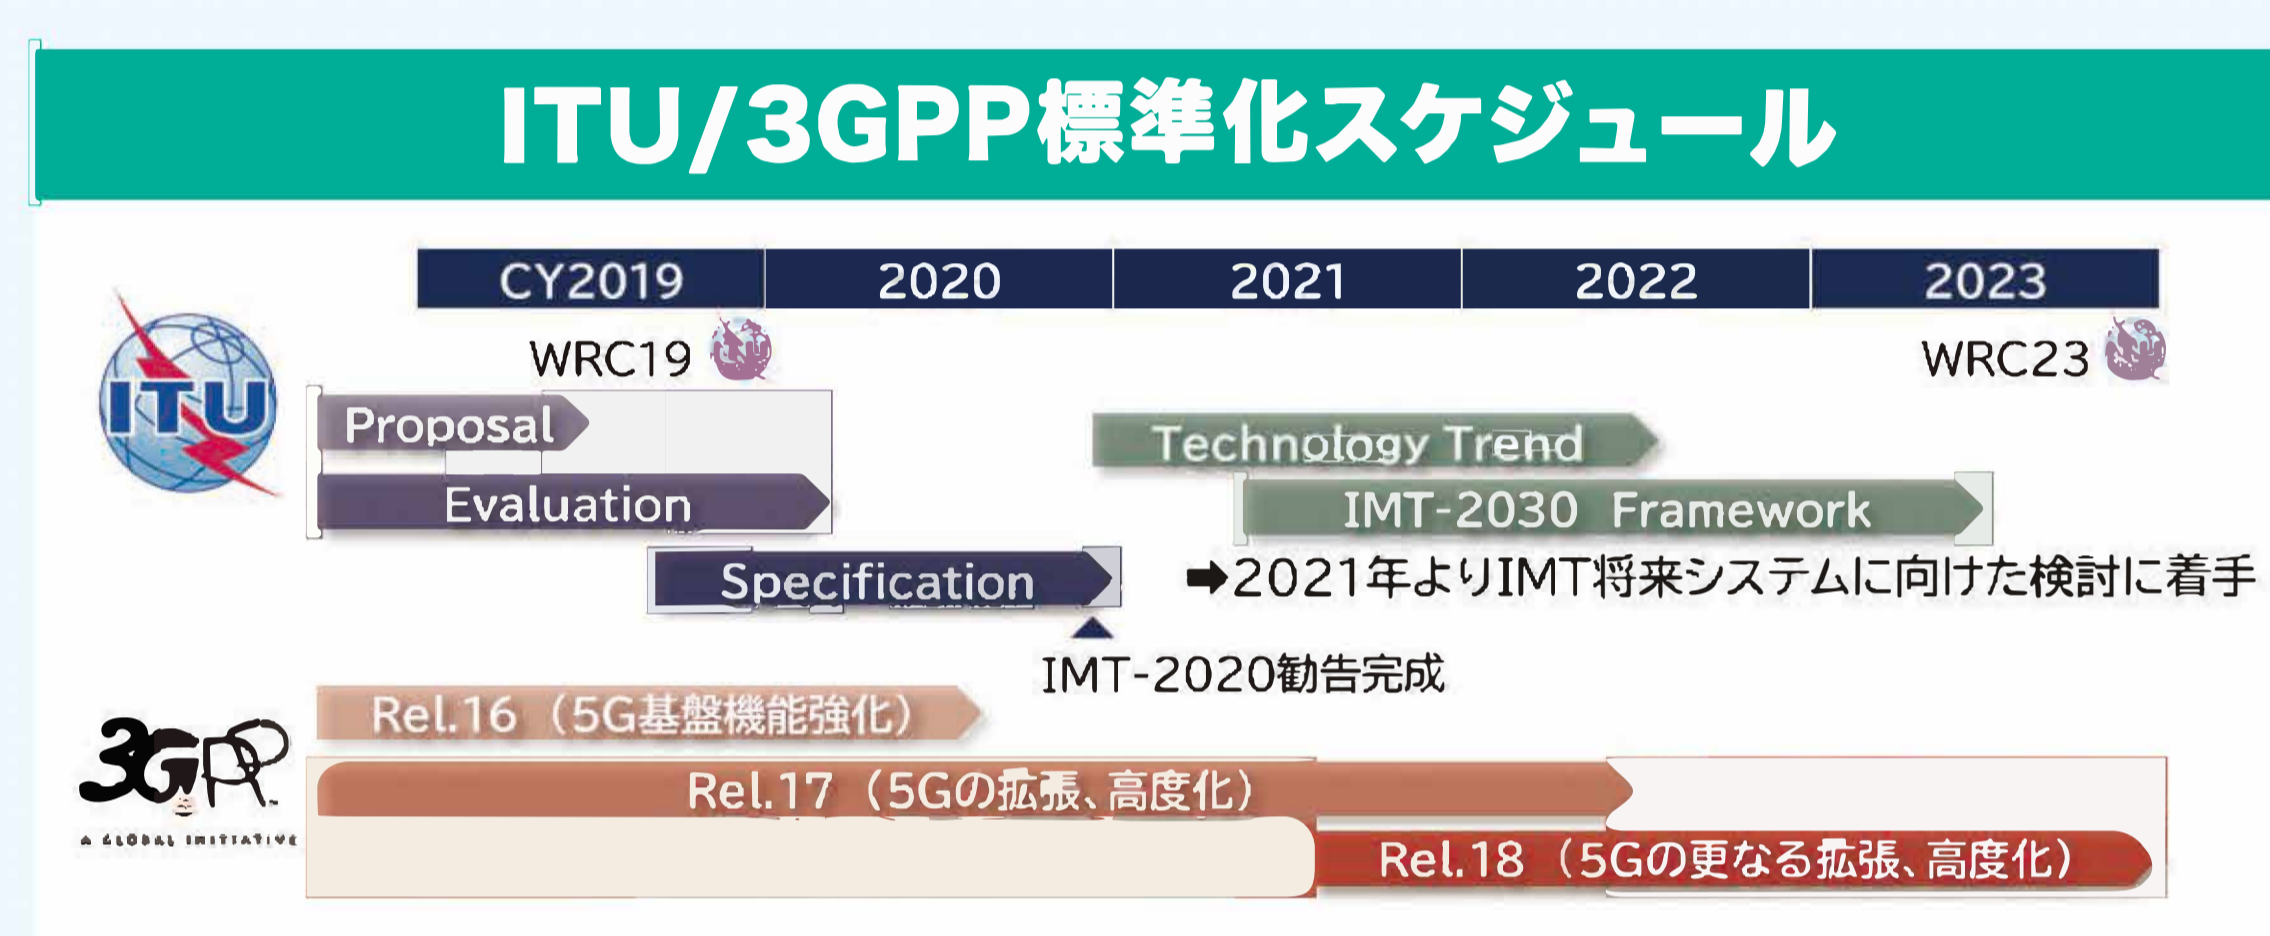 ITU/3GPP標準化スケジュール
CY2019 2020 2021 2022 2023
WRC19 WRC23
ITU
Proposal
Technology Trend
Evaluation
IMT-2030 Framework
Specification
➡2021年よりIMT将来システムに向けた検討に着手
IMT-2020勧告完成
Rel.16（5G基盤機能強化）
3GPP
A GLOBAL INITIATIVE
Rel.17（5Gの拡張、高度化）
Rel.18（5Gの更なる拡張、高度化）